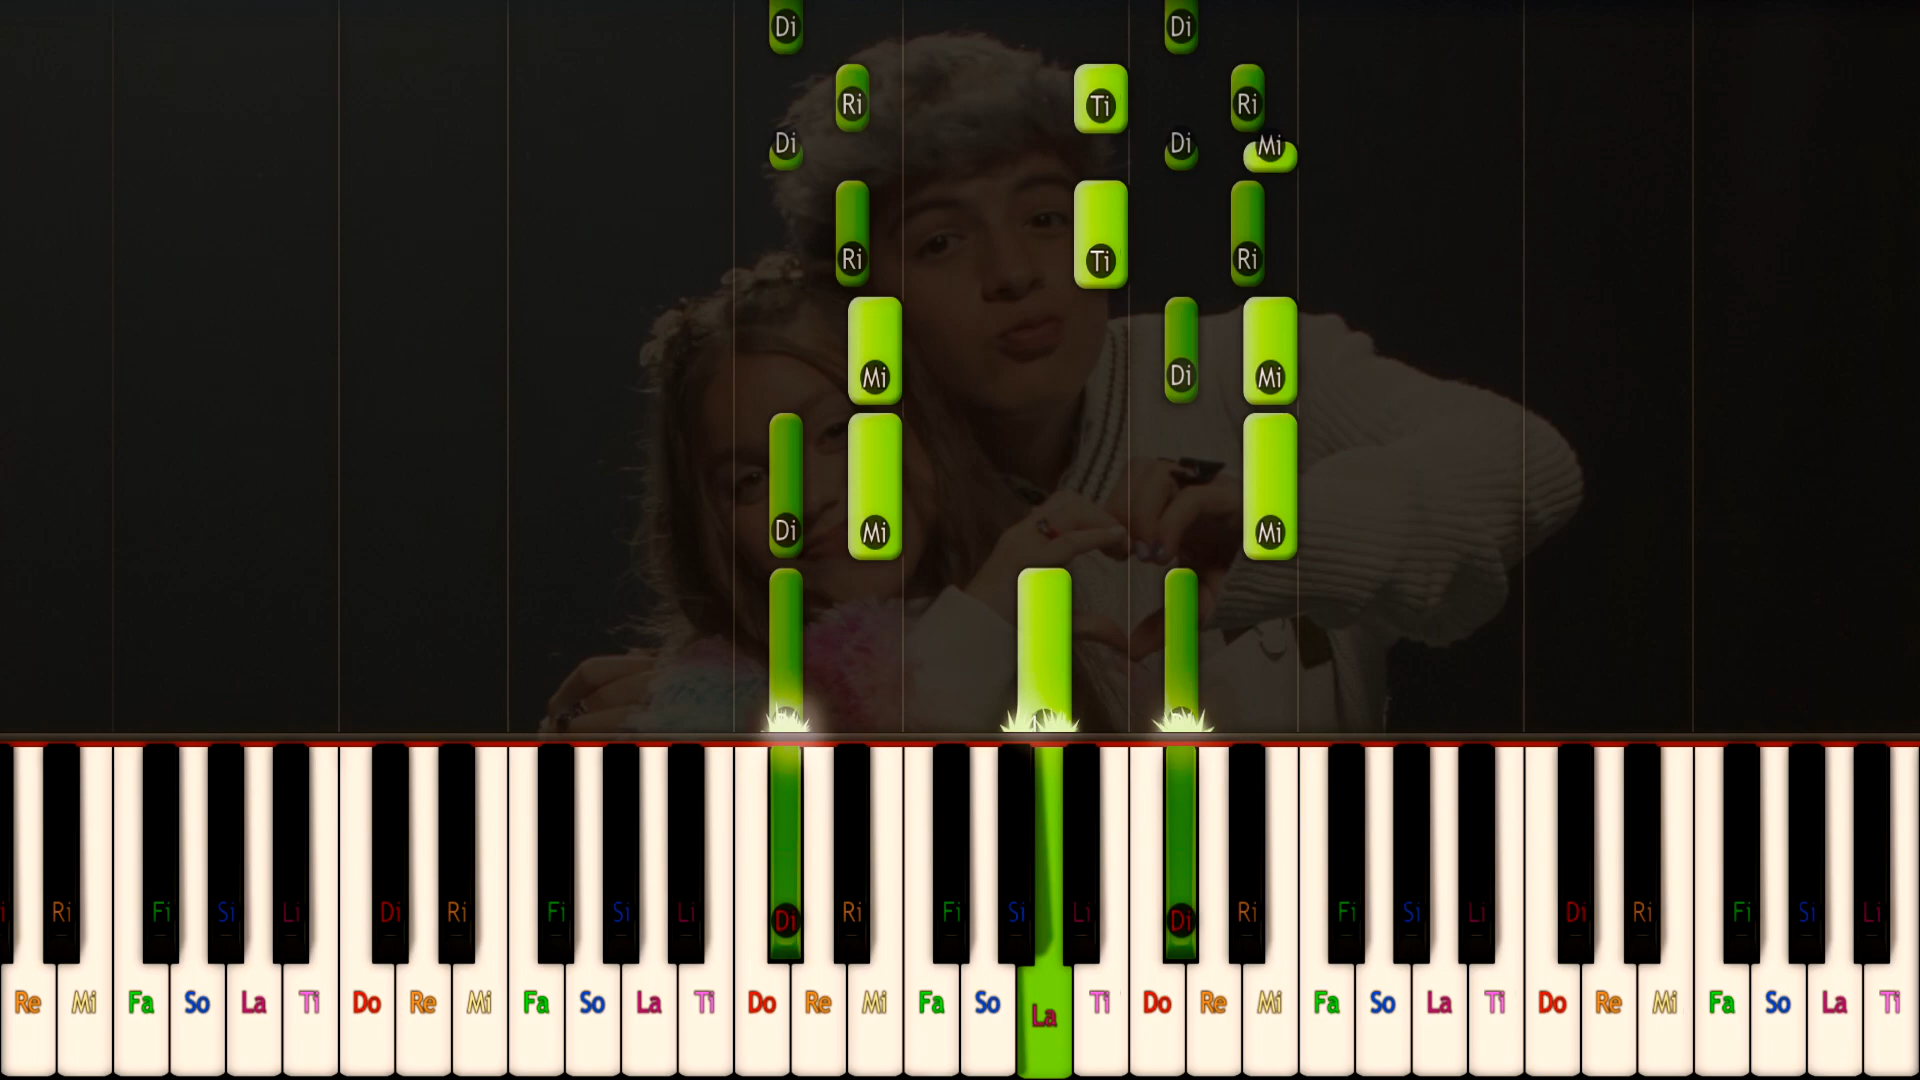 Di Di
Ri Ti Ri
Di Di Mi
Ri Ti Ri
Mi Di Mi
Di Mi Mi
Ri Fi Si Li Di Ri Fi Si Li Di Ri Fi Si Li Di Ri Fi Si Li Di Ri Fi Si Li
Re Mi Fa So La Ti Do Re Mi Fa So La Ti Do Re Mi Fa So La Ti Do Re Mi Fa So La Ti Do Re Mi Fa So La Ti